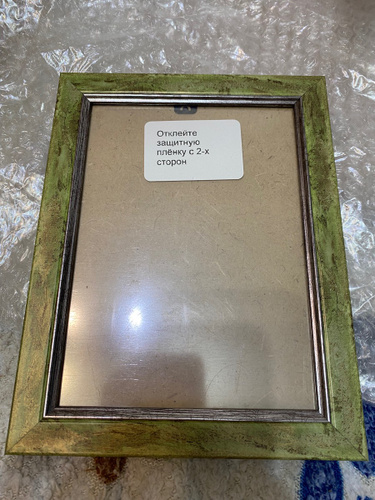 Отклейте
защитную
плёнку с 2-х
сторон